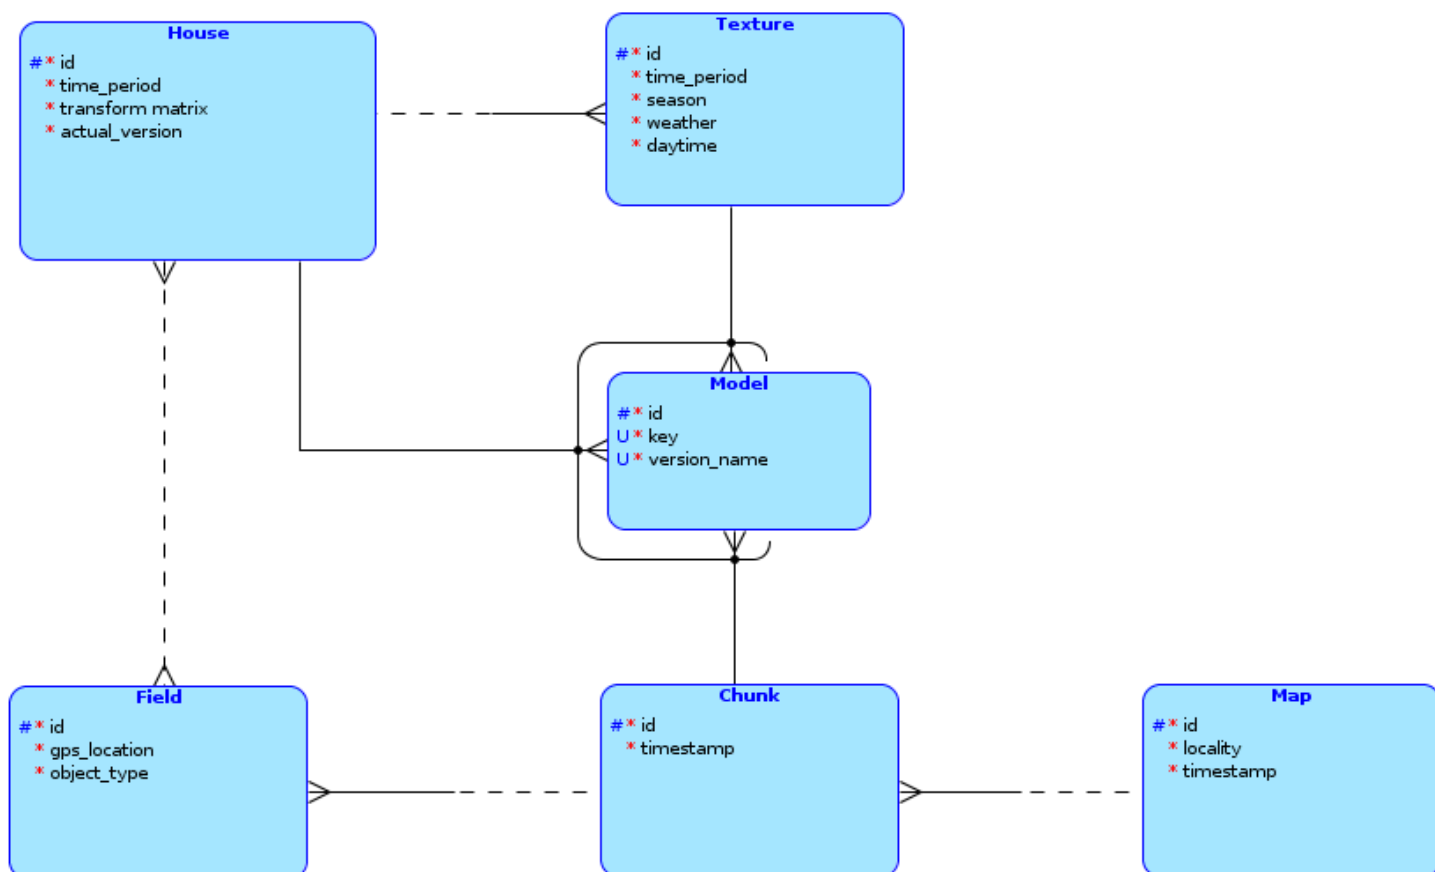 House
#* id
* time_period
* transform matrix
* actual_version
Texture
#* id
* time_period
* season
* weather
* daytime
Model
#* id
U* key
U* version_name
Field
#* id
* gps_location
* object_type
Chunk
#* id
* timestamp
Map
#* id
* locality
* timestamp